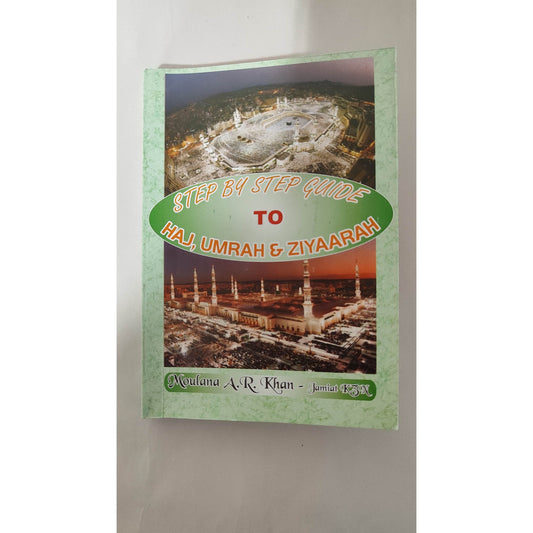 STEP BY STEP GUIDE
TO
HAJ, UMRAH & ZIYAARAH
Moulana A.R. Khan - Jamiat KZN